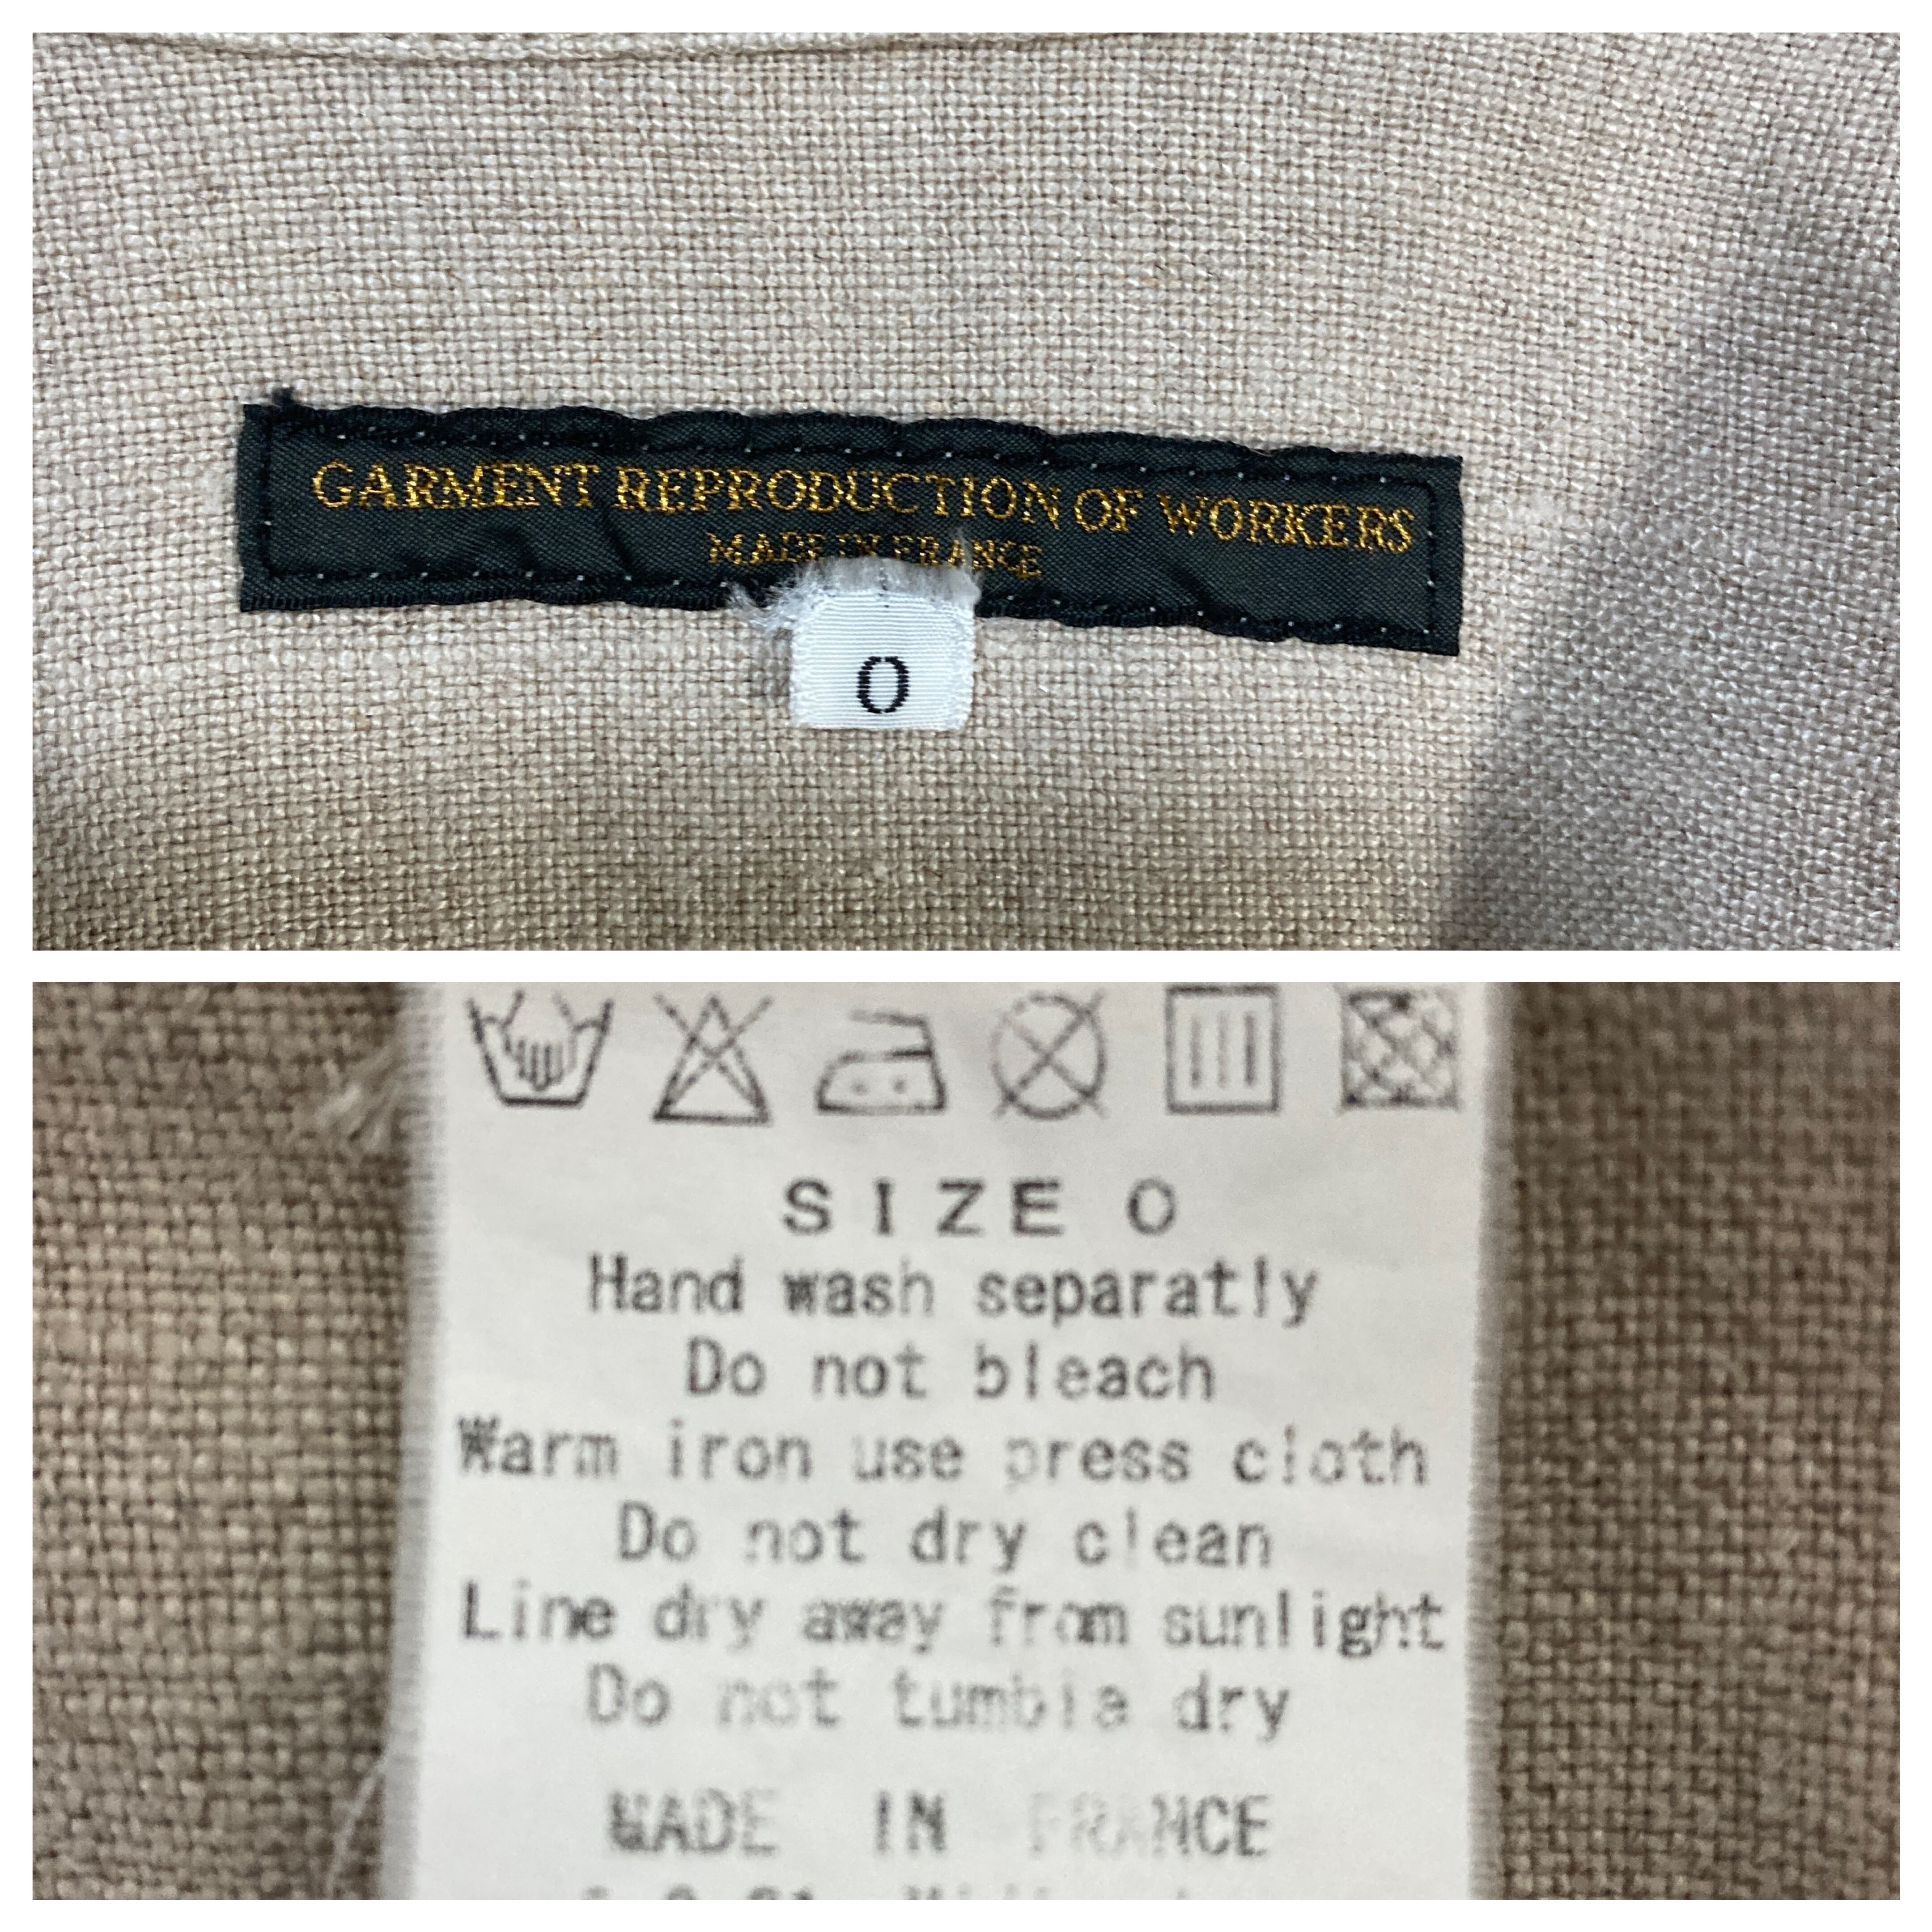 GARMENT REPRODUCTION OF WORKERS
MADE IN FRANCE
0
SIZE 0
Hand wash separatly
Do not bleach
Warm iron use press cloth
Do not dry clean
Line dry away from sunlight
Do not tumble dry
MADE IN FRANCE